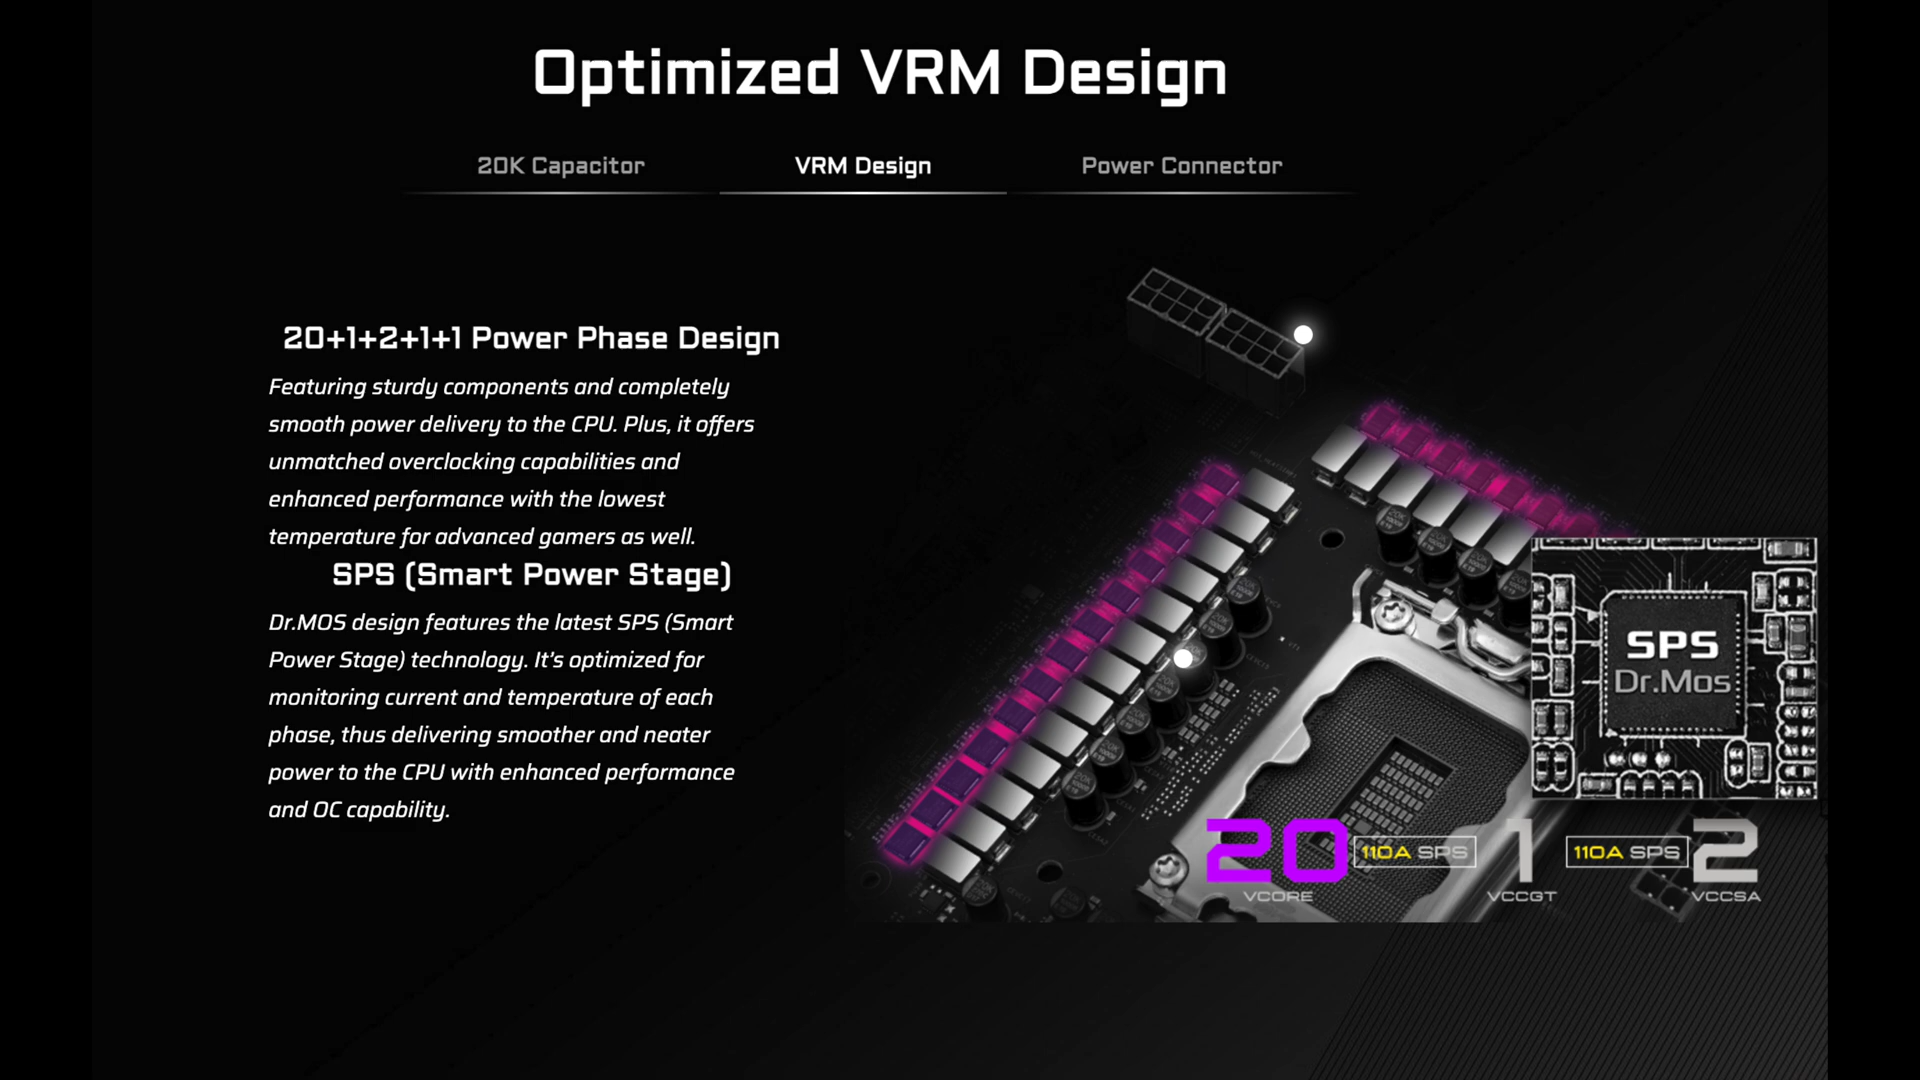 Optimized VRM Design
20K Capacitor
VRM Design
Power Connector
20+1+2+1+1 Power Phase Design
Featuring sturdy components and completely
smooth power delivery to the CPU. Plus, it offers
unmatched overclocking capabilities and
enhanced performance with the lowest
temperature for advanced gamers as well.
SPS (Smart Power Stage)
Dr.MOS design features the latest SPS (Smart
Power Stage) technology. It's optimized for
monitoring current and temperature of each
phase, thus delivering smoother and neater
power to the CPU with enhanced performance
and OC capability.
SPS
Dr.Mos
20 110A SPS 1 110A SPS 2
VCORE VCCGT VCCSA